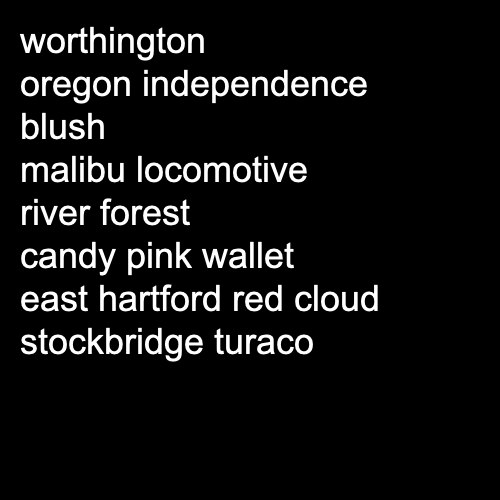 worthington
oregon independence
blush
malibu locomotive
river forest
candy pink wallet
east hartford red cloud
stockbridge turaco